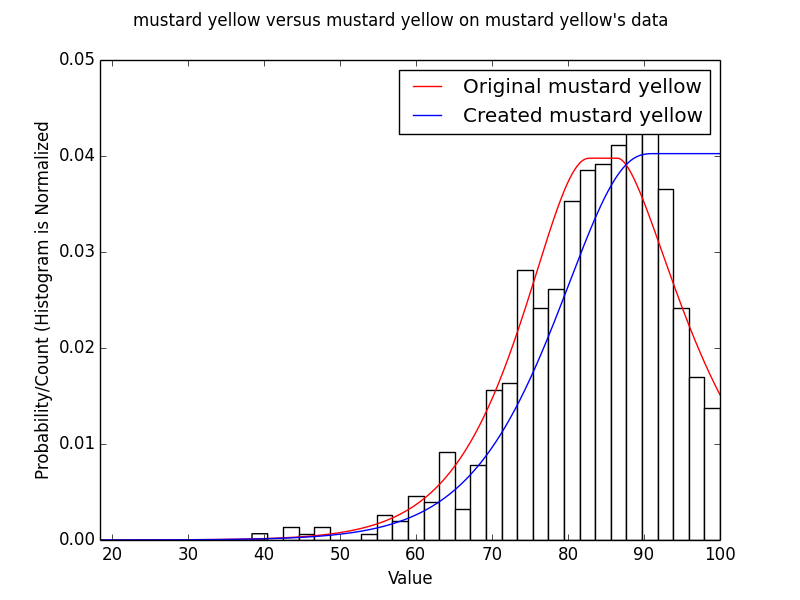 mustard yellow versus mustard yellow on mustard yellow's data
0.05
Original mustard yellow
Created mustard yellow
0.04
0.03
0.02
0.01
0.00
Probability/Count (Histogram is Normalized
20 30 40 50 60 70 80 90 100
Value